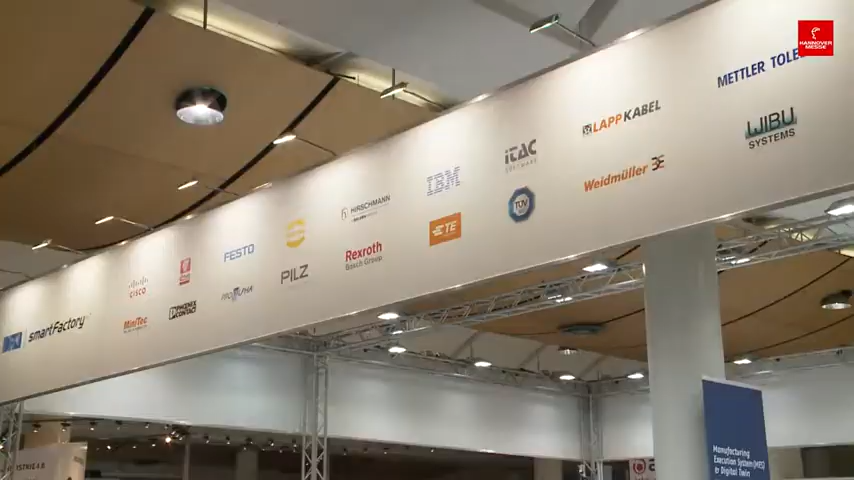 HANNOVER
MESSE
METTLER TOLE
WIBU
SYSTEMS
LAPP KABEL
Weidmüller
iTAC
SOFTWARE
TÜV
IBM
TE
HIRSCHMANN
Rexroth
Bosch Group
PILZ
FESTO
CISCO
PHOENIX
CONTACT
MiniTec
smartFactory
Manufacturing
Execution System (MES)
& Digital Twin